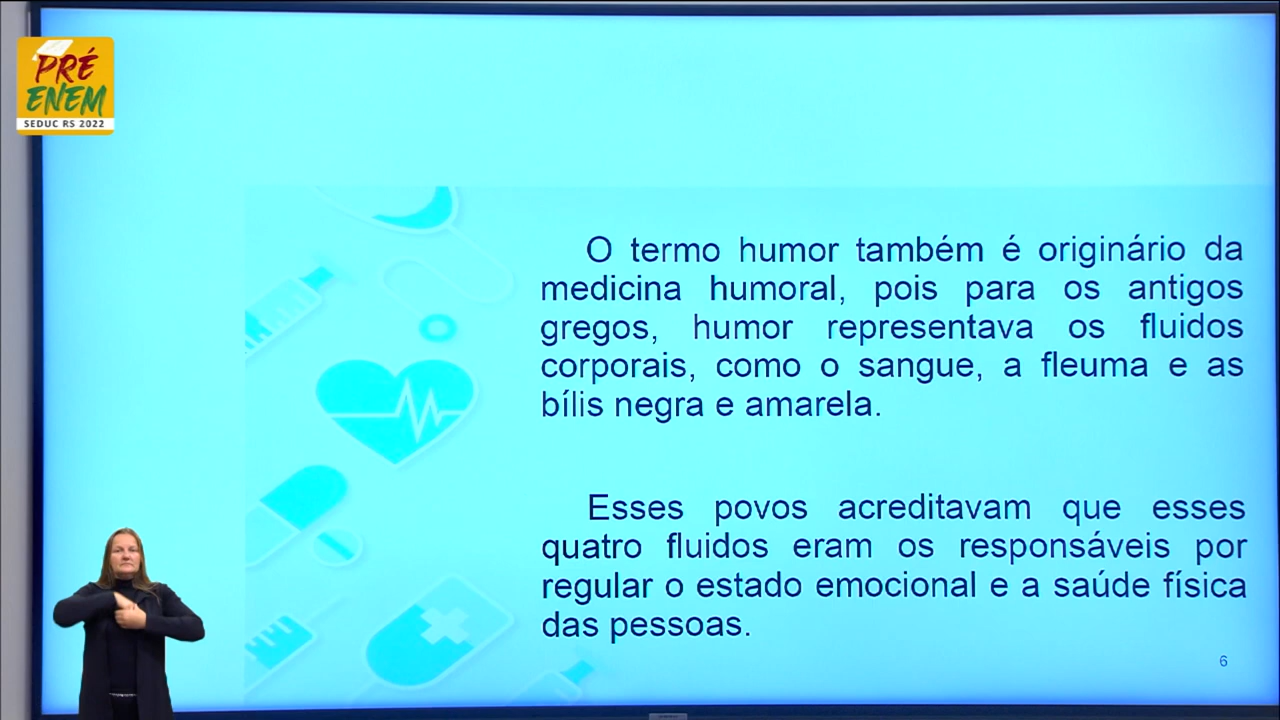 PRÉ
ENEM
SEDUC RS 2022
O termo humor também é originário da
medicina humoral, pois para os antigos
gregos, humor representava os fluidos
corporais, como o sangue, a fleuma e as
bílis negra e amarela.
Esses povos acreditavam que esses
quatro fluidos eram os responsáveis por
regular o estado emocional e a saúde física
das pessoas.
6